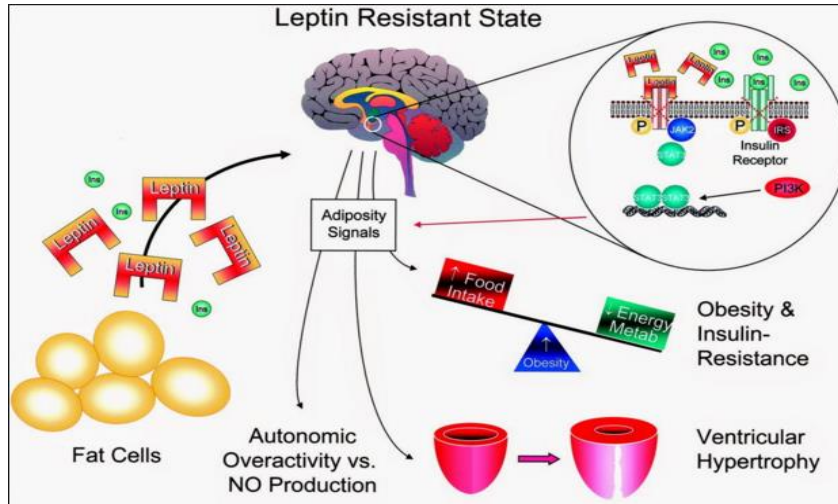 Leptin Resistant State
Leptin
Leptin
Leptin
Ins
Ins
Ins
Ins
Ins
Ins
P
JAK2
P
IRS
Insulin
Receptor
STAT3
STAT3
STAT3
PI3K
Ins
Ins
Leptin
Leptin
Leptin
Leptin
Ins
Adiposity
Signals
↑ Food
Intake
↓ Energy
Metab
↑
Obesity
Obesity &
Insulin-
Resistance
Fat Cells
Autonomic
Overactivity vs.
NO Production
Ventricular
Hypertrophy